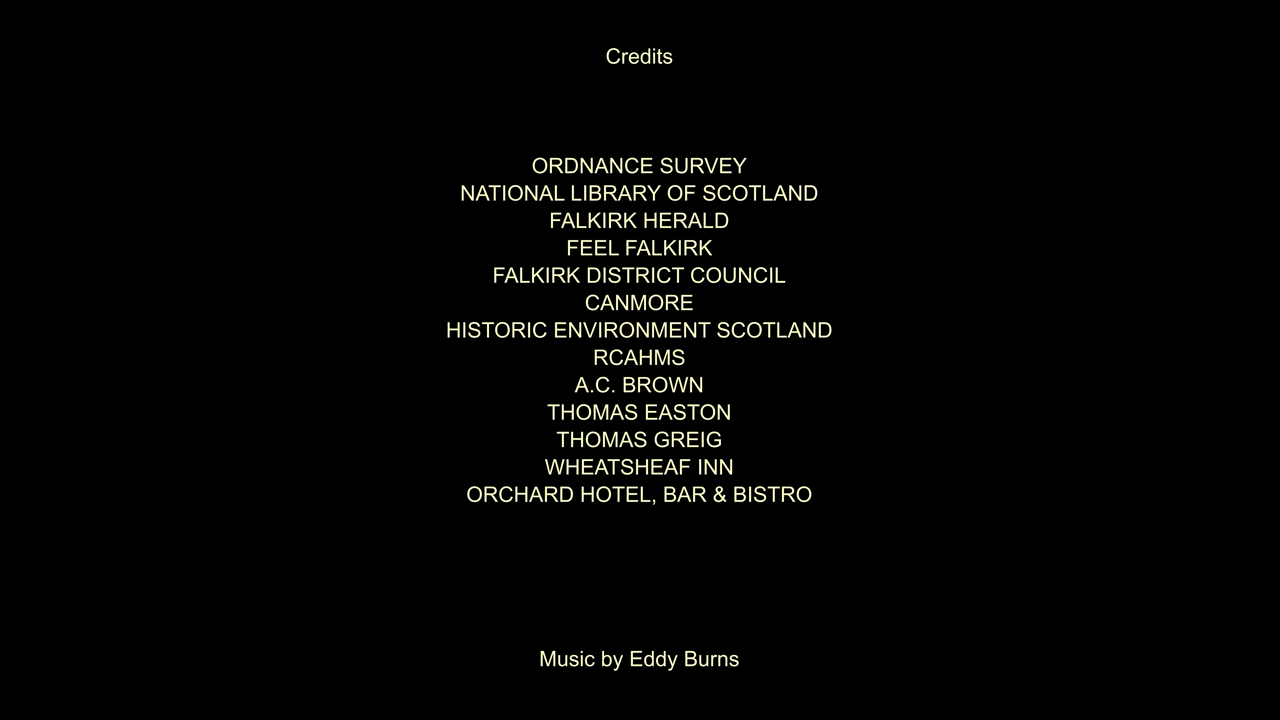 Credits
ORDNANCE SURVEY
NATIONAL LIBRARY OF SCOTLAND
FALKIRK HERALD
FEEL FALKIRK
FALKIRK DISTRICT COUNCIL
CANMORE
HISTORIC ENVIRONMENT SCOTLAND
RCAHMS
A.C. BROWN
THOMAS EASTON
THOMAS GREIG
WHEATSHEAF INN
ORCHARD HOTEL, BAR & BISTRO
Music by Eddy Burns